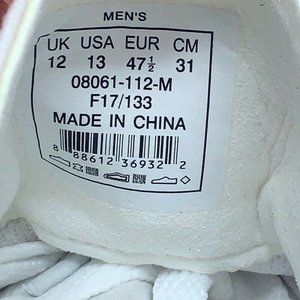 MEN'S
UK USA EUR CM
12 13 47½ 31
08061-112-M
F17/133
MADE IN CHINA
8 88612 36932 2